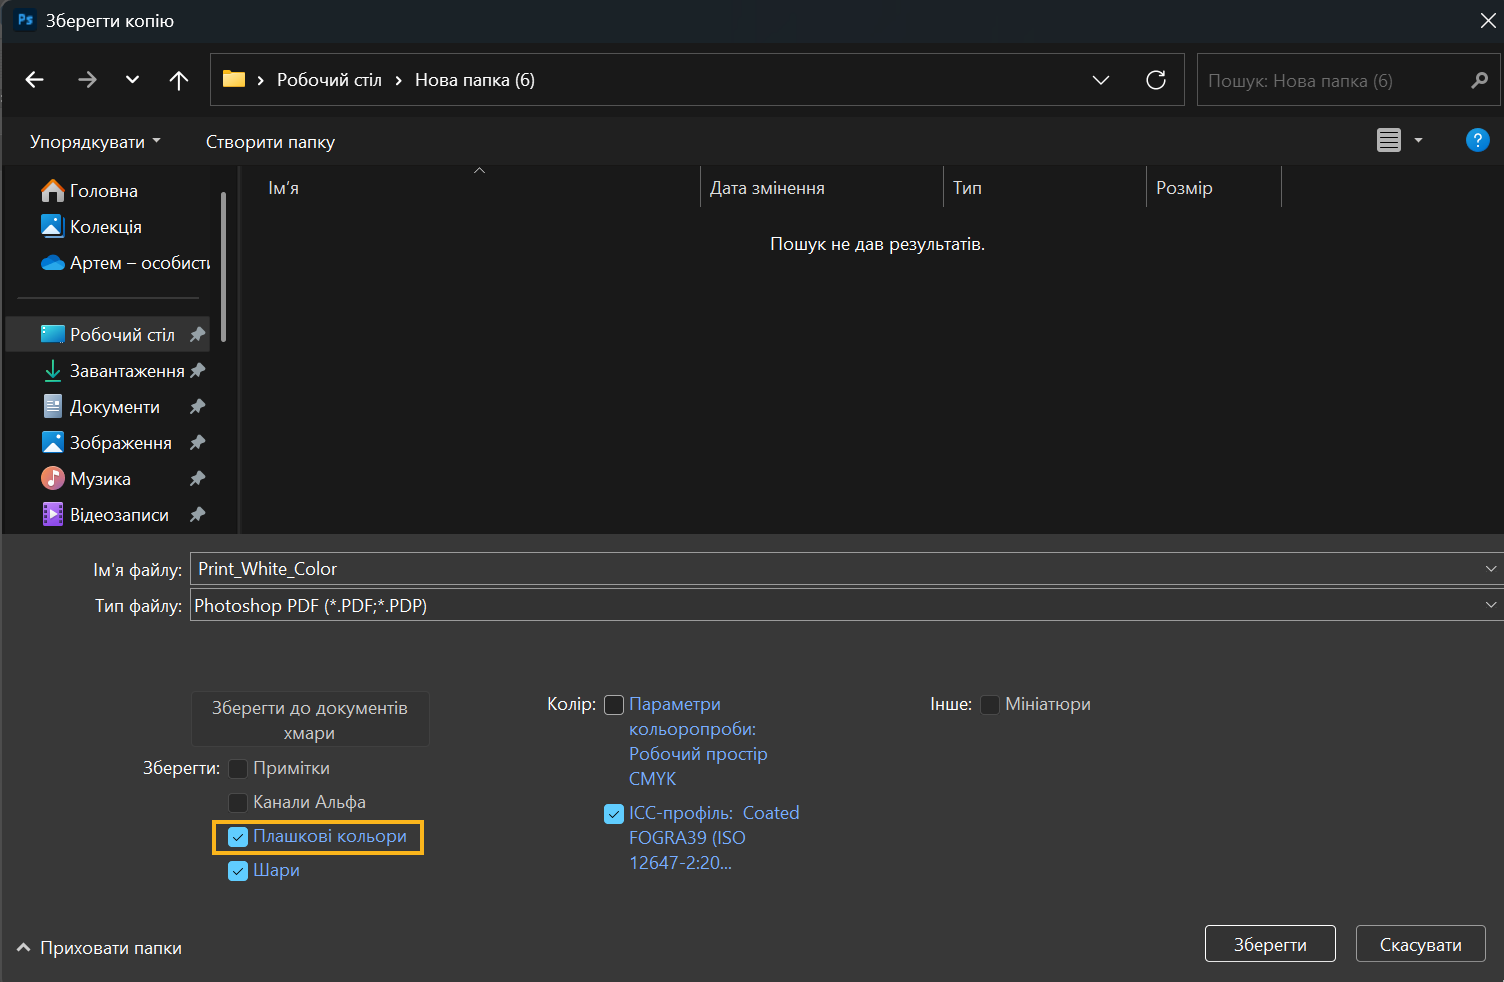 Ps Зберегти копію
Робочий стіл Нова папка (6)
Пошук: Нова папка (6)
Упорядкувати Створити папку ?
Головна
Колекція
Артем – особисти
Робочий стіл
Завантаження
Документи
Зображення
Музика
Відеозаписи
Ім’я Дата змінення Тип Розмір
Пошук не дав результатів.
Ім'я файлу: Print_White_Color
Тип файлу: Photoshop PDF (*.PDF;*.PDP)
Зберегти до документів
хмари
Зберегти: Примітки
Канали Альфа
Плашкові кольори
Шари
Колір: Параметри
кольоропроби:
Робочий простір
CMYK
ICC-профіль: Coated
FOGRA39 (ISO
12647-2:20...
Інше: Мініатюри
Приховати папки
Зберегти Скасувати